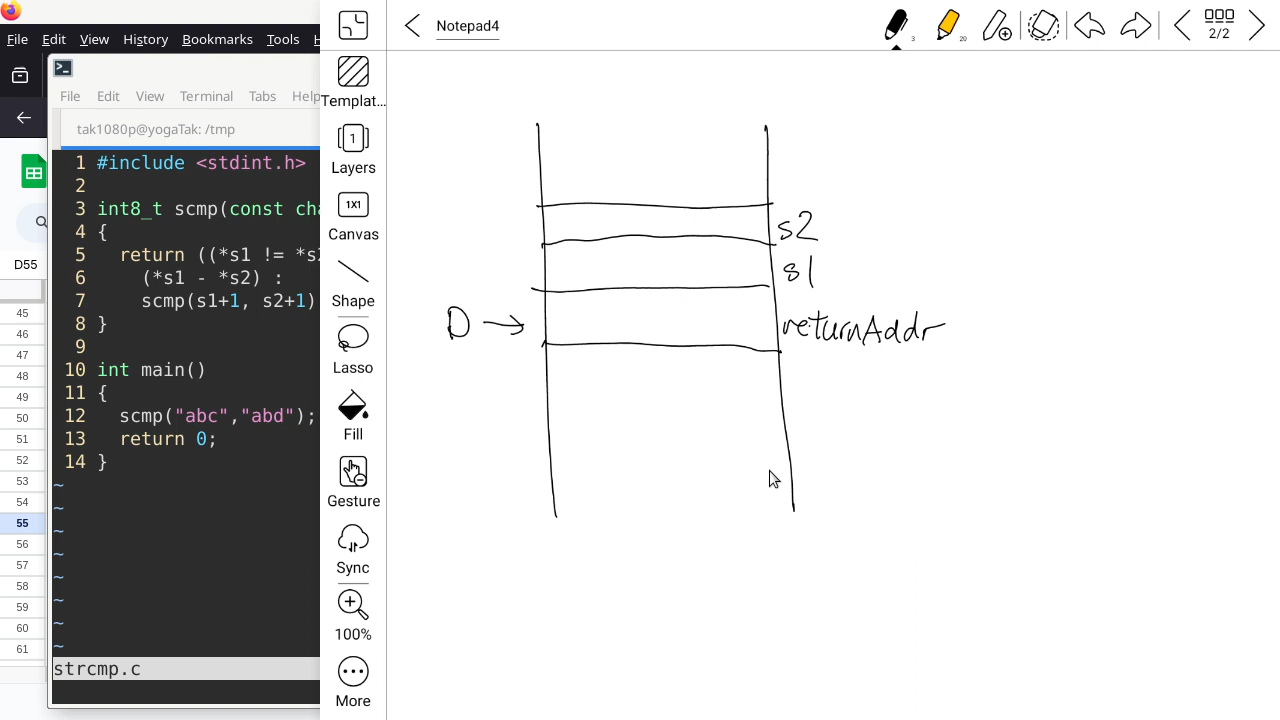 File Edit View History Bookmarks Tools H
File Edit View Terminal Tabs Help
tak1080p@yogaTak: /tmp
D55
45
46
47
48
49
50
51
52
53
54
55
56
57
58
59
60
61
1 #include <stdint.h>
2
3 int8_t scmp(const cha
4 {
5 return ((*s1 != *s2
6 (*s1 - *s2) :
7 scmp(s1+1, s2+1)
8 }
9
10 int main()
11 {
12 scmp("abc","abd");
13 return 0;
14 }
~
~
~
~
~
~
~
~
strcmp.c
Templat...
1
Layers
1X1
Canvas
Shape
Lasso
Fill
Gesture
Sync
100%
More
Notepad4
3
20
2/2
s2
s1
D → returnAddr